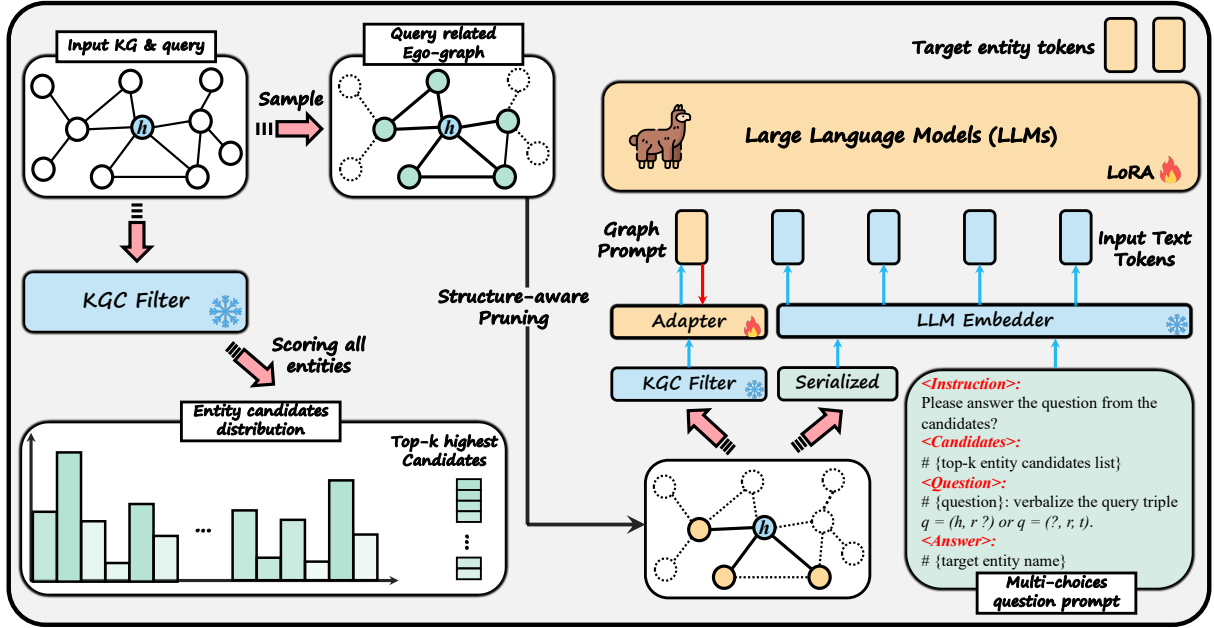 Input KG & query
h
Sample
Query related
Ego-graph
h
KGC Filter
Scoring all
entities
Entity candidates
distribution
...
Top-k highest
Candidates
Structure-aware
Pruning
Target entity tokens
Large Language Models (LLMs)
LoRA
Graph
Prompt
Input Text
Tokens
Adapter
LLM Embedder
KGC Filter
Serialized
h
<Instruction>:
Please answer the question from the
candidates?
<Candidates>:
# {top-k entity candidates list}
<Question>:
# {question}: verbalize the query triple
q = (h, r ?) or q = (?, r, t).
<Answer>:
# {target entity name}
Multi-choices
question prompt